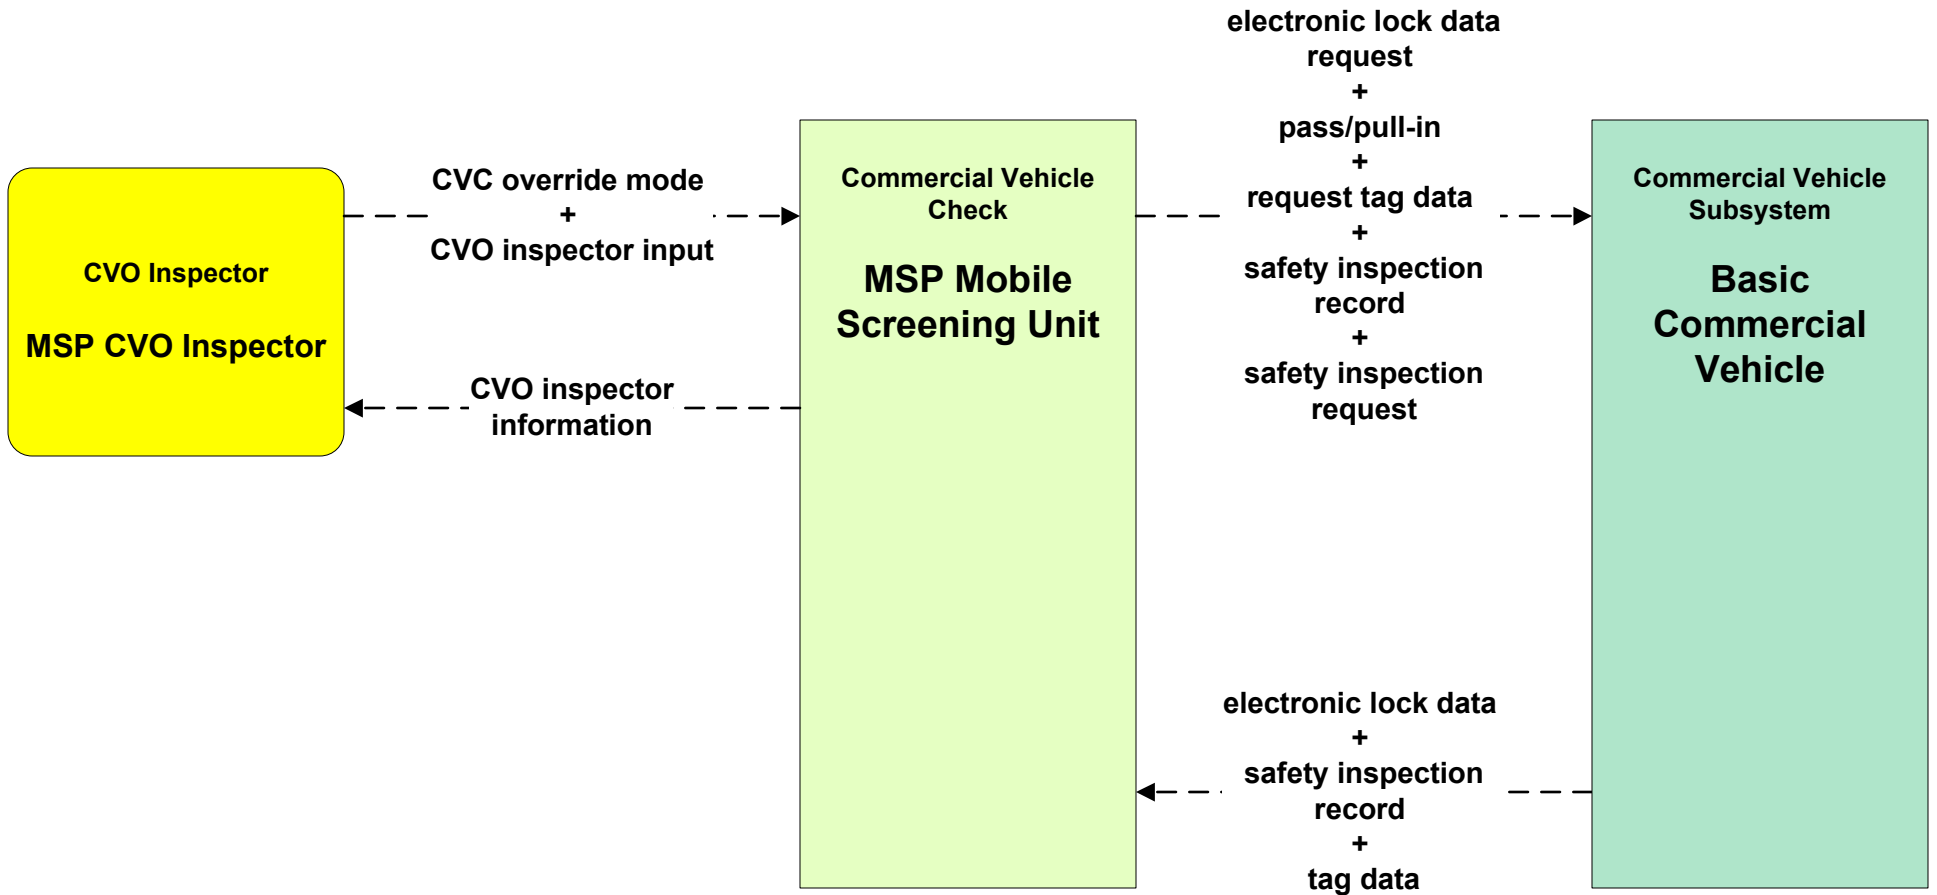 CVO Inspector
MSP CVO Inspector
CVC override mode
+
CVO inspector input
CVO inspector
information
Commercial Vehicle
Check
MSP Mobile
Screening Unit
electronic lock data
request
+
pass/pull-in
+
request tag data
+
safety inspection
record
+
safety inspection
request
electronic lock data
+
safety inspection
record
+
tag data
Commercial Vehicle
Subsystem
Basic
Commercial
Vehicle